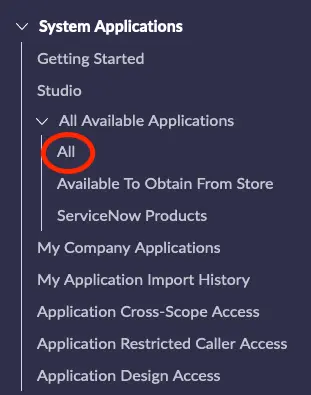 System Applications
Getting Started
Studio
All Available Applications
All
Available To Obtain From Store
ServiceNow Products
My Company Applications
My Application Import History
Application Cross-Scope Access
Application Restricted Caller Access
Application Design Access